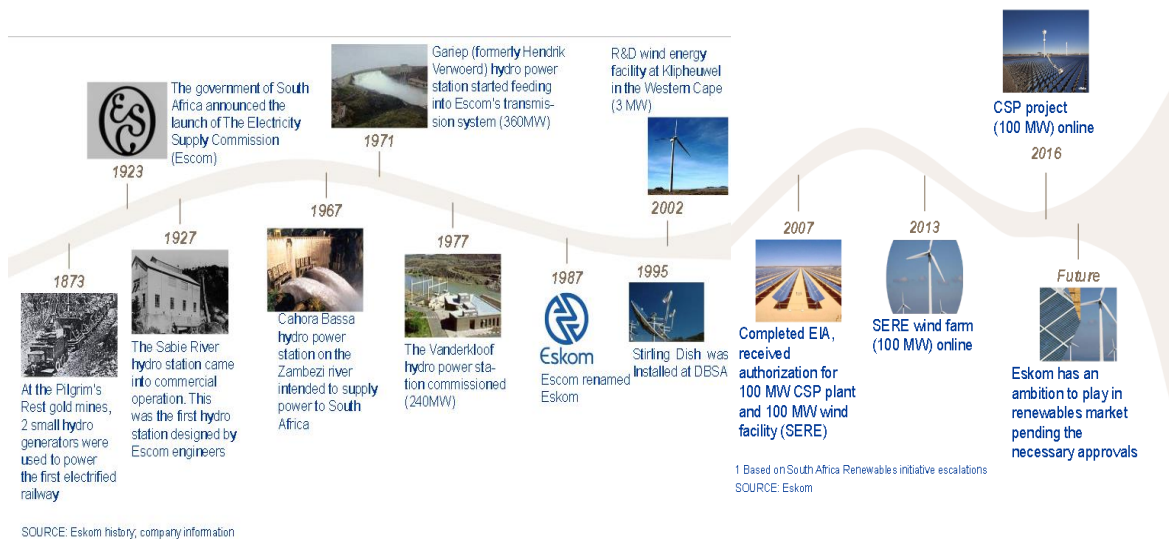 1873
At the Pilgrim's
Rest gold mines,
2 small hydro
generators were
used to power
the first electrified
railway
ESC
1923
The government of South
Africa announced the
launch of The Electricity
Supply Commission
(Escom)
1927
The Sabie River
hydro station came
into commercial
operation. This
was the first hydro
station designed by
Escom engineers
1967
Cahora Bassa
hydro power
station on the
Zambezi river
intended to supply
power to South
Africa
Gariep (formerly Hendrik
Verwoerd) hydro power
station started feeding
into Escom's transmis-
sion system (360MW)
1971
1977
The Vanderkloof
hydro power sta-
tion commissioned
(240MW)
1987
Eskom
Escom renamed
Eskom
1995
Stirling Dish was
Installed at DBSA
R&D wind energy
facility at Klipheuwel
in the Western Cape
(3 MW)
2002
2007
Completed EIA,
received
authorization for
100 MW CSP plant
and 100 MW wind
facility (SERE)
2013
SERE wind farm
(100 MW) online
CSP project
(100 MW) online
2016
Future
Eskom has an
ambition to play in
renewables market
pending the
necessary approvals
1 Based on South Africa Renewables initiative escalations
SOURCE: Eskom
SOURCE: Eskom history; company information